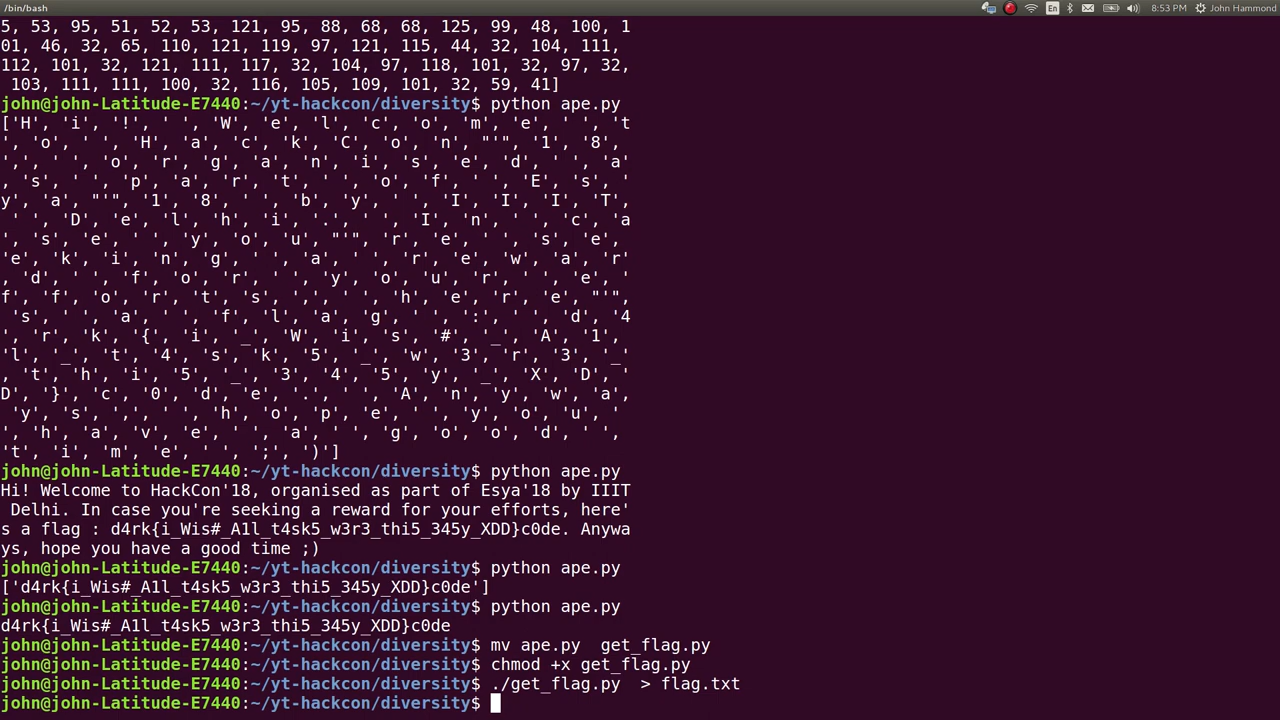 /bin/bash
En
8:53 PM
John Hammond
5, 53, 95, 51, 52, 53, 121, 95, 88, 68, 68, 125, 99, 48, 100, 1
01, 46, 32, 65, 110, 121, 119, 97, 121, 115, 44, 32, 104, 111,
112, 101, 32, 121, 111, 117, 32, 104, 97, 118, 101, 32, 97, 32,
 103, 111, 111, 100, 32, 116, 105, 109, 101, 32, 59, 41]
john@john-Latitude-E7440:~/yt-hackcon/diversity$ python ape.py
['H', 'i', '!', ' ', 'W', 'e', 'l', 'c', 'o', 'm', 'e', ' ', 't
', 'o', ' ', 'H', 'a', 'c', 'k', 'C', 'o', 'n', "'", '1', '8',
',', ' ', 'o', 'r', 'g', 'a', 'n', 'i', 's', 'e', 'd', ' ', 'a'
, 's', ' ', 'p', 'a', 'r', 't', ' ', 'o', 'f', ' ', 'E', 's', '
y', 'a', "'", '1', '8', ' ', 'b', 'y', ' ', 'I', 'I', 'I', 'T',
 ' ', 'D', 'e', 'l', 'h', 'i', '.', ' ', 'I', 'n', ' ', 'c', 'a
', 's', 'e', ' ', 'y', 'o', 'u', "'", 'r', 'e', ' ', 's', 'e',
'e', 'k', 'i', 'n', 'g', ' ', 'a', ' ', 'r', 'e', 'w', 'a', 'r'
, 'd', ' ', 'f', 'o', 'r', ' ', 'y', 'o', 'u', 'r', ' ', 'e', '
f', 'f', 'o', 'r', 't', 's', ',', ' ', 'h', 'e', 'r', 'e', "'",
 's', ' ', 'a', ' ', 'f', 'l', 'a', 'g', ' ', ':', ' ', 'd', '4
', 'r', 'k', '{', 'i', '_', 'W', 'i', 's', '#', '_', 'A', '1',
'l', '_', 't', '4', 's', 'k', '5', '_', 'w', '3', 'r', '3', '_'
, 't', 'h', 'i', '5', '_', '3', '4', '5', 'y', '_', 'X', 'D', '
D', '}', 'c', '0', 'd', 'e', '.', ' ', 'A', 'n', 'y', 'w', 'a',
 'y', 's', ',', ' ', 'h', 'o', 'p', 'e', ' ', 'y', 'o', 'u', '
', 'h', 'a', 'v', 'e', ' ', 'a', ' ', 'g', 'o', 'o', 'd', ' ',
't', 'i', 'm', 'e', ' ', ';', ')']
john@john-Latitude-E7440:~/yt-hackcon/diversity$ python ape.py
Hi! Welcome to HackCon'18, organised as part of Esya'18 by IIIT
 Delhi. In case you're seeking a reward for your efforts, here'
s a flag : d4rk{i_Wis#_A1l_t4sk5_w3r3_thi5_345y_XDD}c0de. Anywa
ys, hope you have a good time ;)
john@john-Latitude-E7440:~/yt-hackcon/diversity$ python ape.py
['d4rk{i_Wis#_A1l_t4sk5_w3r3_thi5_345y_XDD}c0de']
john@john-Latitude-E7440:~/yt-hackcon/diversity$ python ape.py
d4rk{i_Wis#_A1l_t4sk5_w3r3_thi5_345y_XDD}c0de
john@john-Latitude-E7440:~/yt-hackcon/diversity$ mv ape.py  get_flag.py
john@john-Latitude-E7440:~/yt-hackcon/diversity$ chmod +x get_flag.py
john@john-Latitude-E7440:~/yt-hackcon/diversity$ ./get_flag.py  > flag.txt
john@john-Latitude-E7440:~/yt-hackcon/diversity$